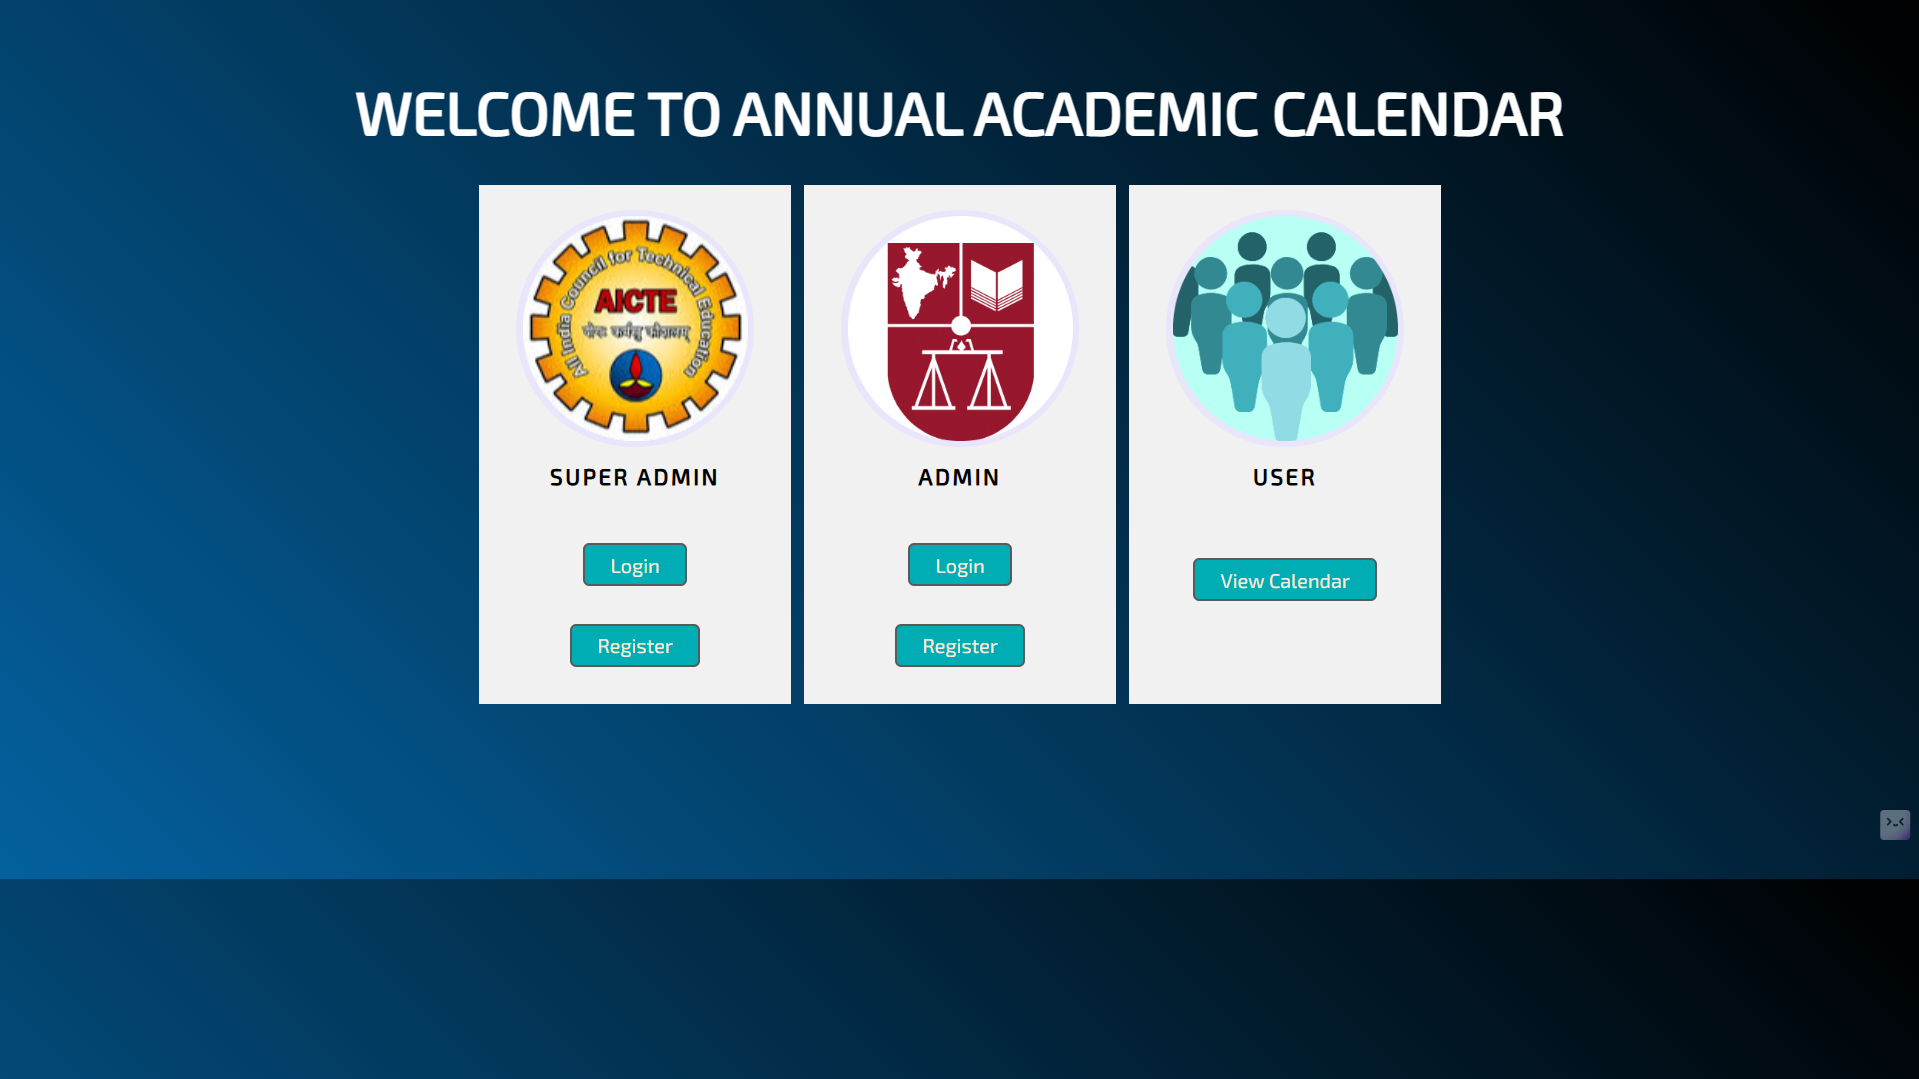 WELCOME TO ANNUAL ACADEMIC CALENDAR
All India Council for Technical Education
AICTE
योगः कर्मसु कौशलम्
SUPER ADMIN
ADMIN
USER
Login
Login
View Calendar
Register
Register